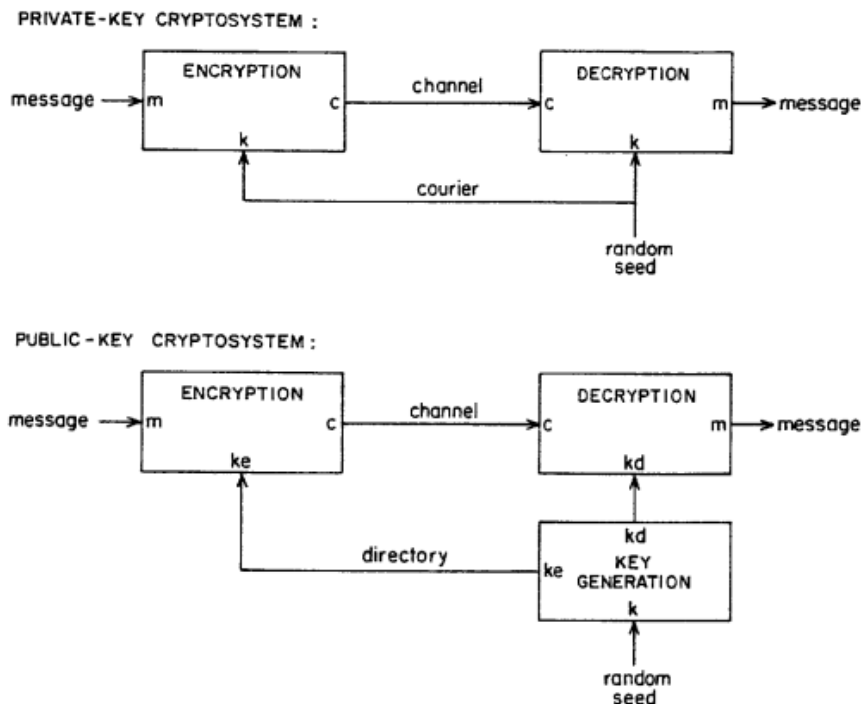 PRIVATE-KEY CRYPTOSYSTEM :
ENCRYPTION
DECRYPTION
message
m
c
channel
c
m
message
k
k
courier
random
seed
PUBLIC-KEY CRYPTOSYSTEM :
ENCRYPTION
DECRYPTION
message
m
c
channel
c
m
message
ke
kd
directory
kd
ke
KEY
GENERATION
k
random
seed